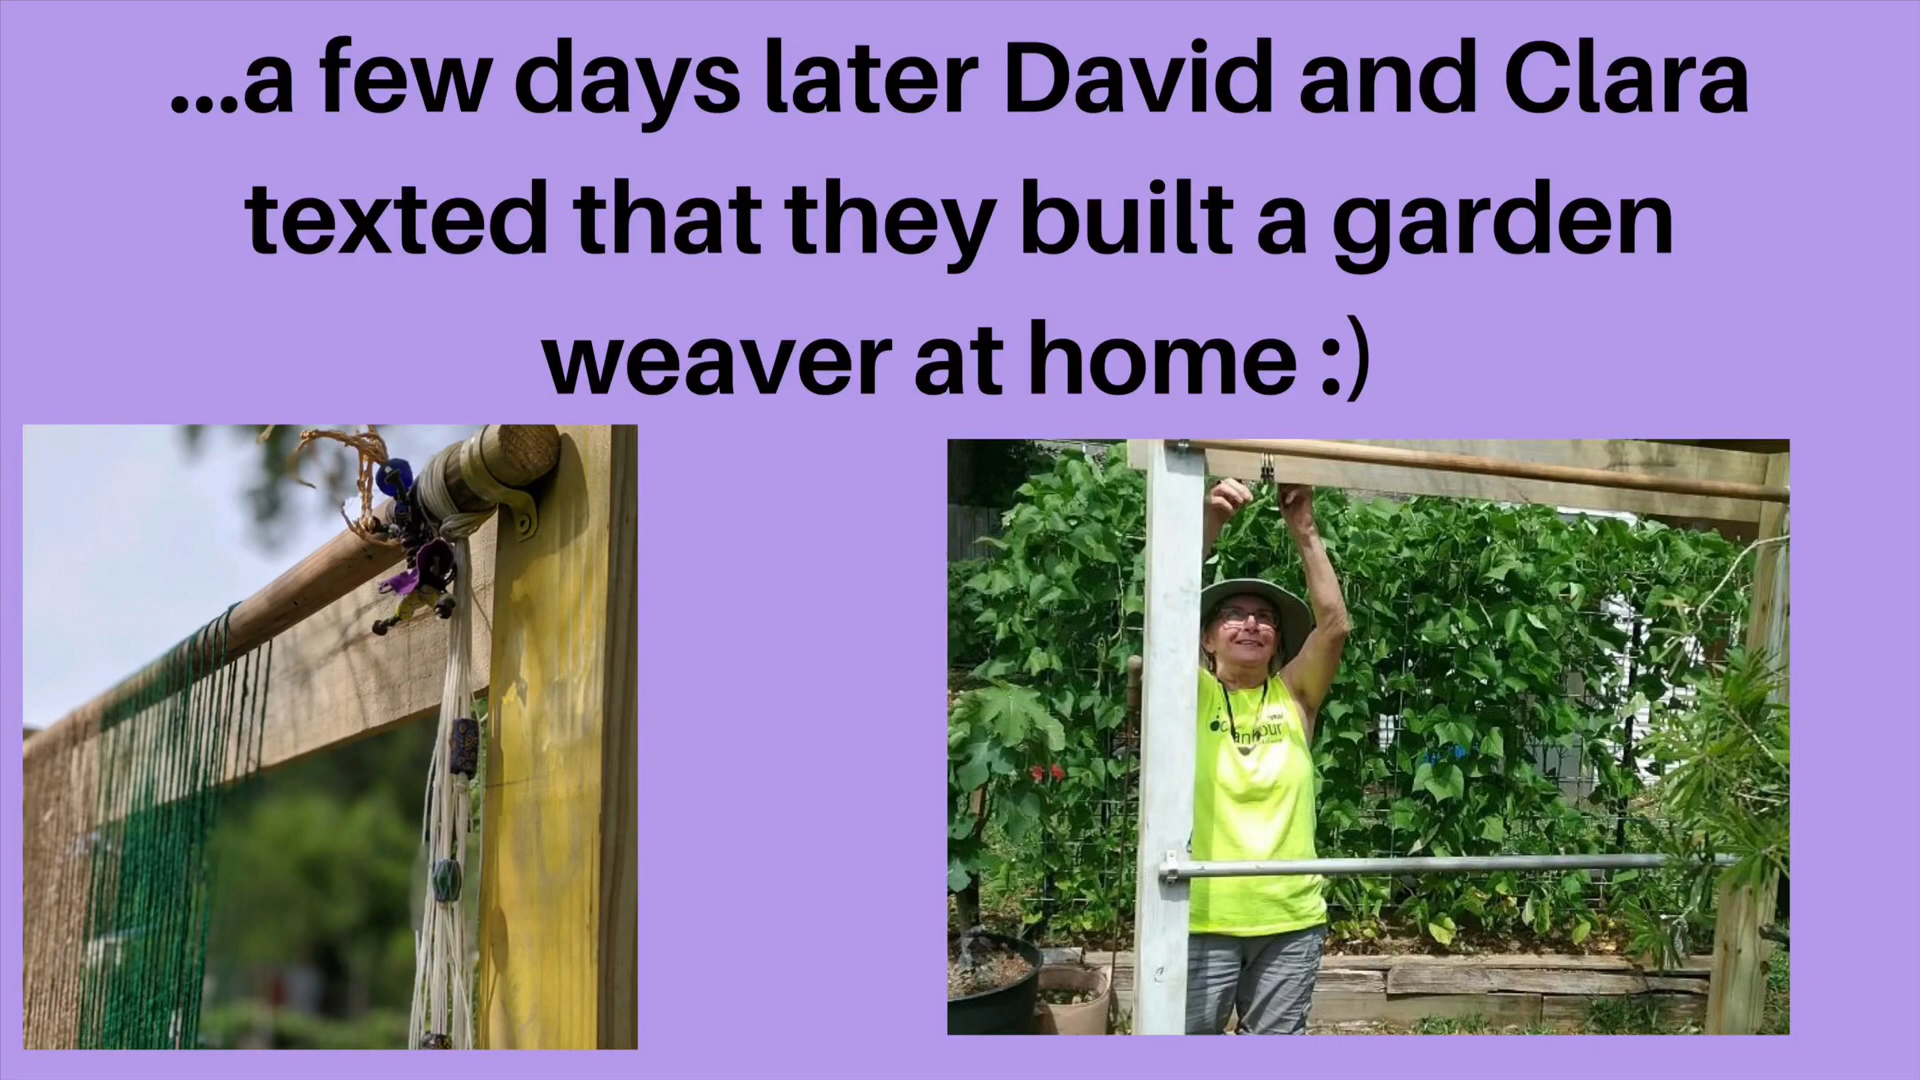 ...a few days later David and Clara
texted that they built a garden
weaver at home :)